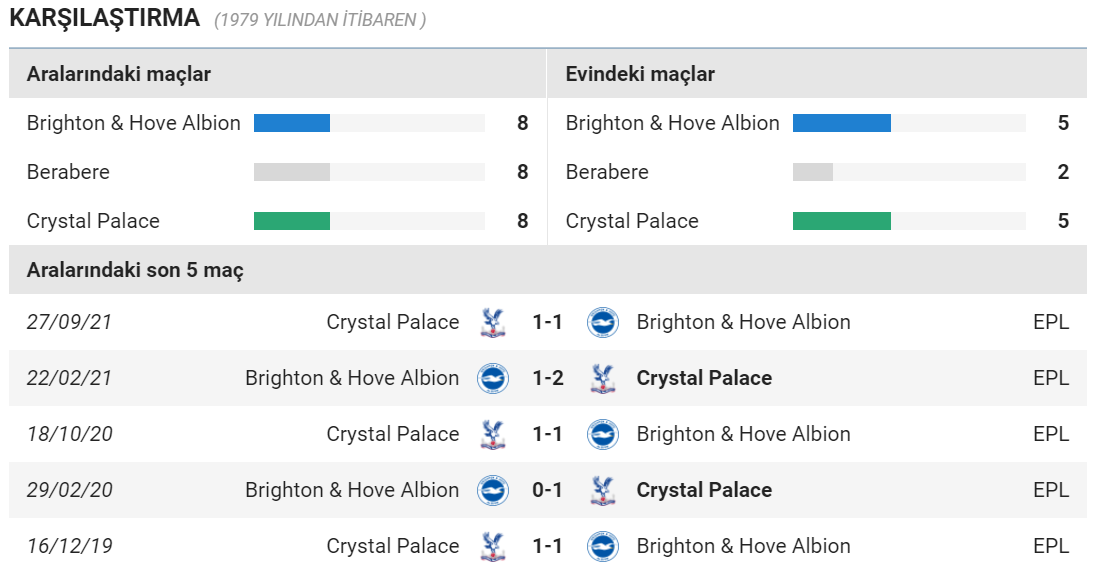 KARŞILAŞTIRMA (1979 YILINDAN İTİBAREN )
Aralarındaki maçlar
Brighton & Hove Albion 8
Berabere 8
Crystal Palace 8
Evindeki maçlar
Brighton & Hove Albion 5
Berabere 2
Crystal Palace 5
Aralarındaki son 5 maç
27/09/21 Crystal Palace 1-1 Brighton & Hove Albion EPL
22/02/21 Brighton & Hove Albion 1-2 Crystal Palace EPL
18/10/20 Crystal Palace 1-1 Brighton & Hove Albion EPL
29/02/20 Brighton & Hove Albion 0-1 Crystal Palace EPL
16/12/19 Crystal Palace 1-1 Brighton & Hove Albion EPL